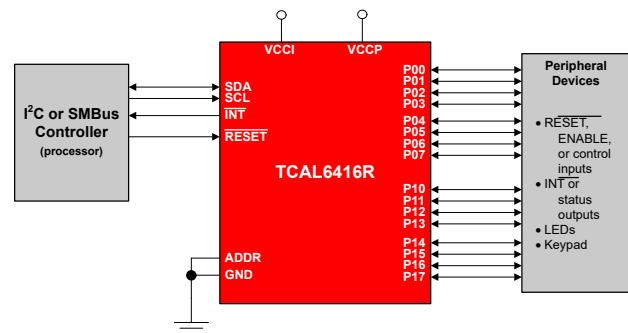 VCCI
VCCP
I²C or SMBus
Controller
(processor)
SDA
SCL
INT
RESET
ADDR
GND
TCAL6416R
P00
P01
P02
P03
P04
P05
P06
P07
P10
P11
P12
P13
P14
P15
P16
P17
Peripheral
Devices
• RESET,
ENABLE,
or control
inputs
• INT or
status
outputs
• LEDs
• Keypad